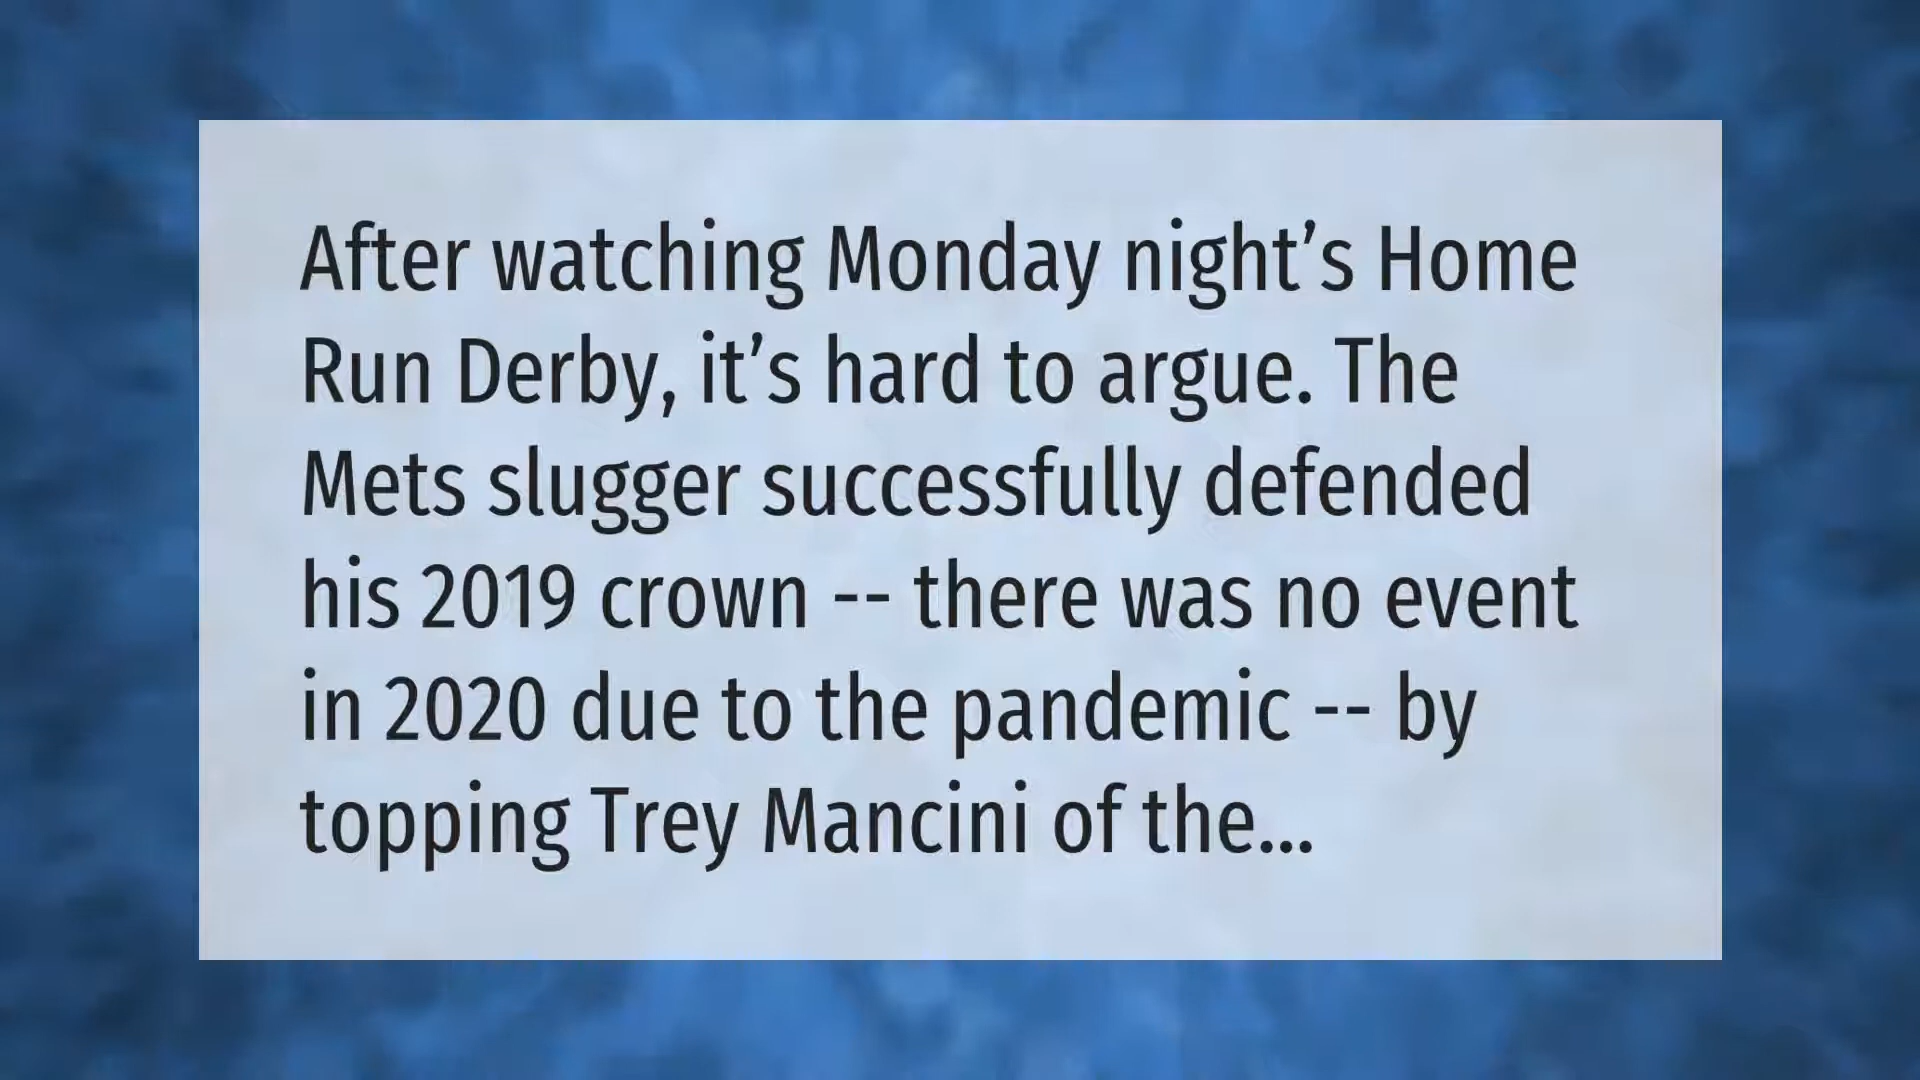 After watching Monday night’s Home
Run Derby, it’s hard to argue. The
Mets slugger successfully defended
his 2019 crown -- there was no event
in 2020 due to the pandemic -- by
topping Trey Mancini of the...